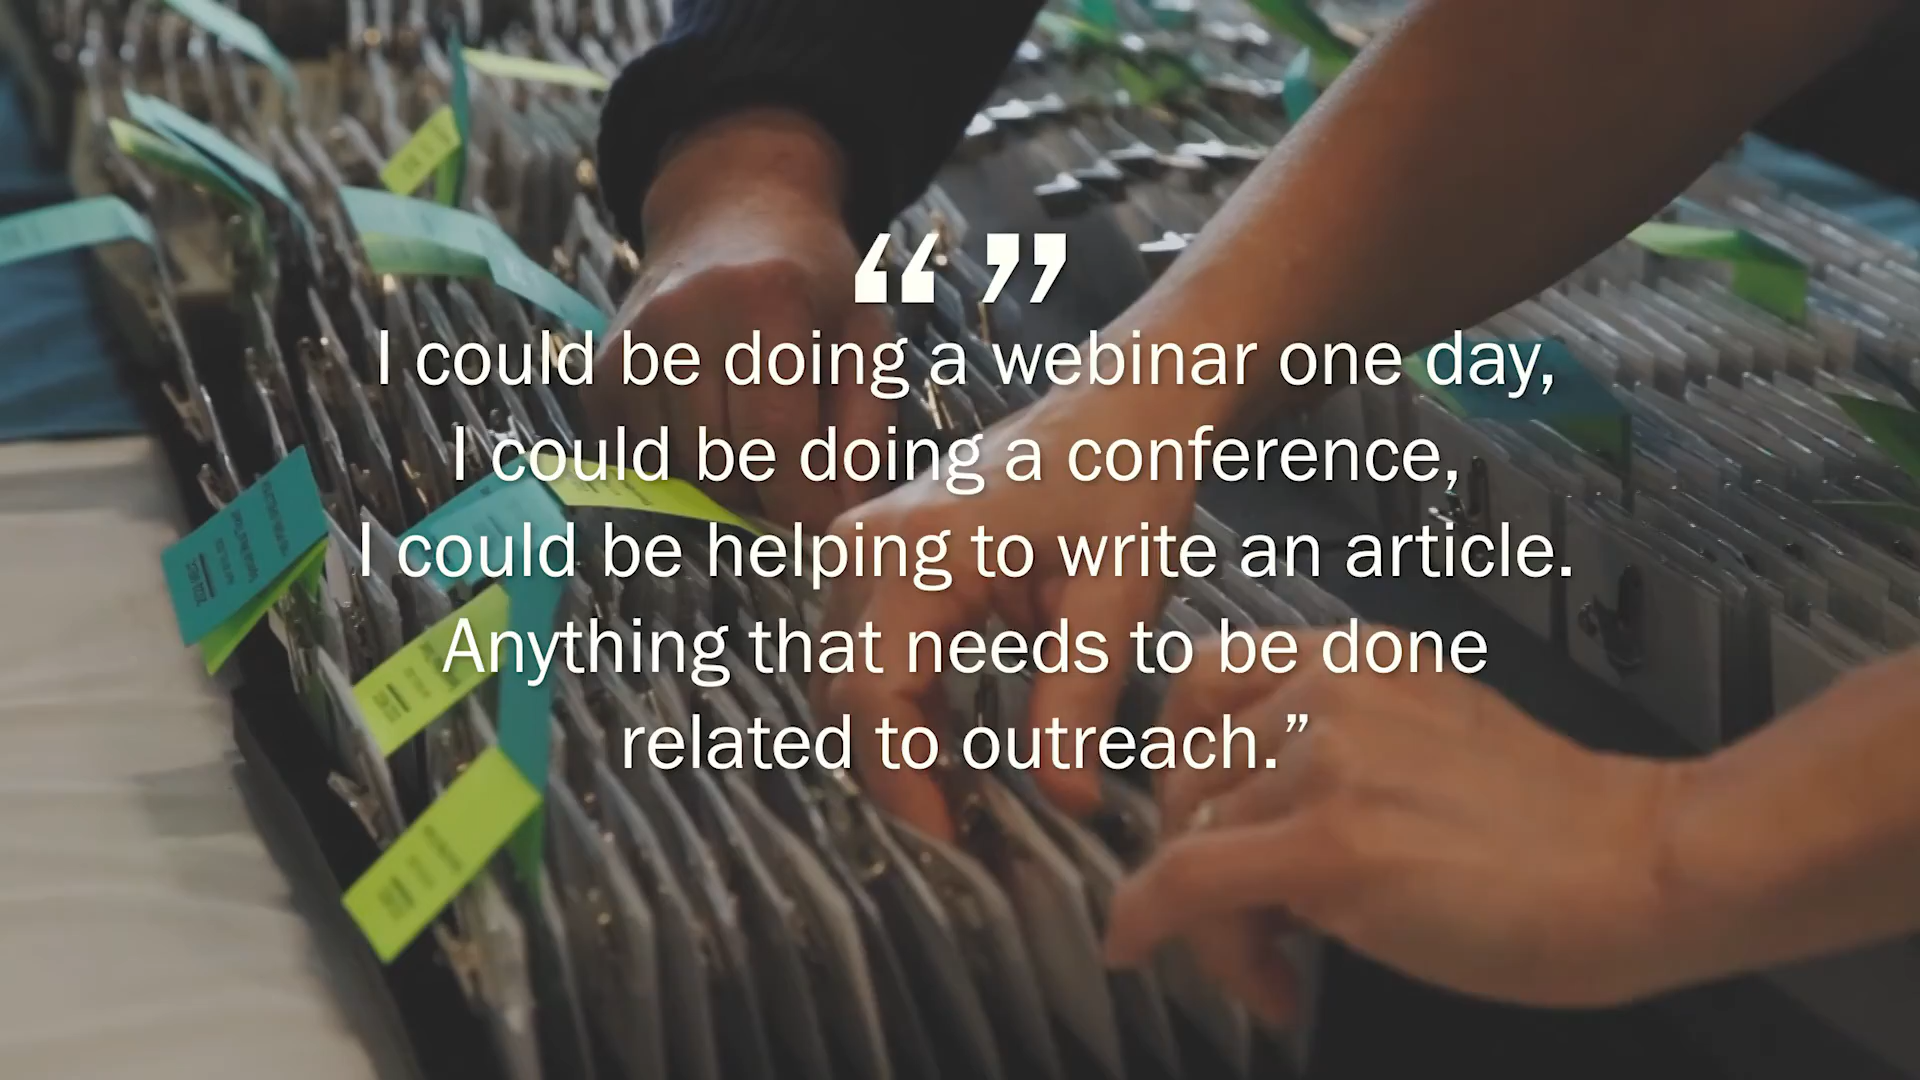 “ ”
I could be doing a webinar one day,
I could be doing a conference,
I could be helping to write an article.
Anything that needs to be done
related to outreach.”